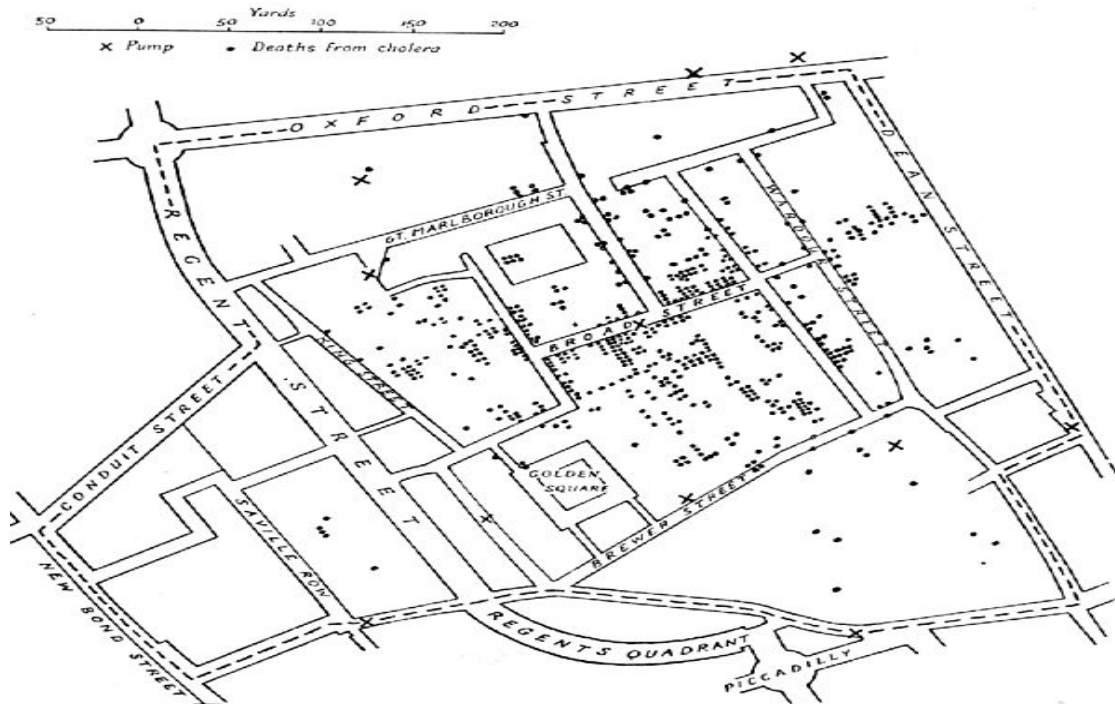 Yards
50 0 50 100 150 200
× Pump • Deaths from cholera
OXFORD STREET
DEAN STREET
REGENT STREET
WARDOUR STREET
GT. MARLBOROUGH ST.
BROAD STREET
KING STREET
CONDUIT STREET
GOLDEN
SQUARE
SAVILLE ROW
BREWER STREET
NEW BOND STREET
REGENTS QUADRANT
PICCADILLY